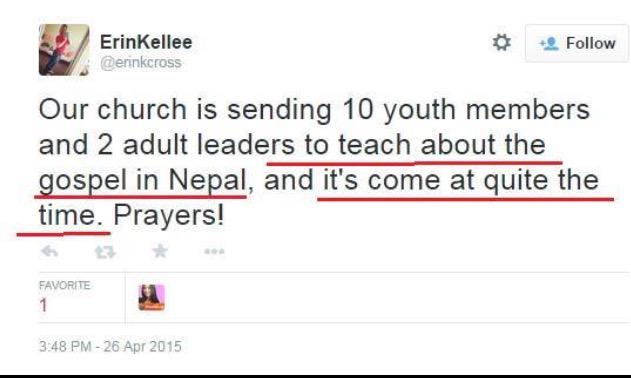 ErinKellee
@erinkcross
Follow
Our church is sending 10 youth members
and 2 adult leaders to teach about the
gospel in Nepal, and it's come at quite the
time. Prayers!
FAVORITE
1
3:48 PM - 26 Apr 2015